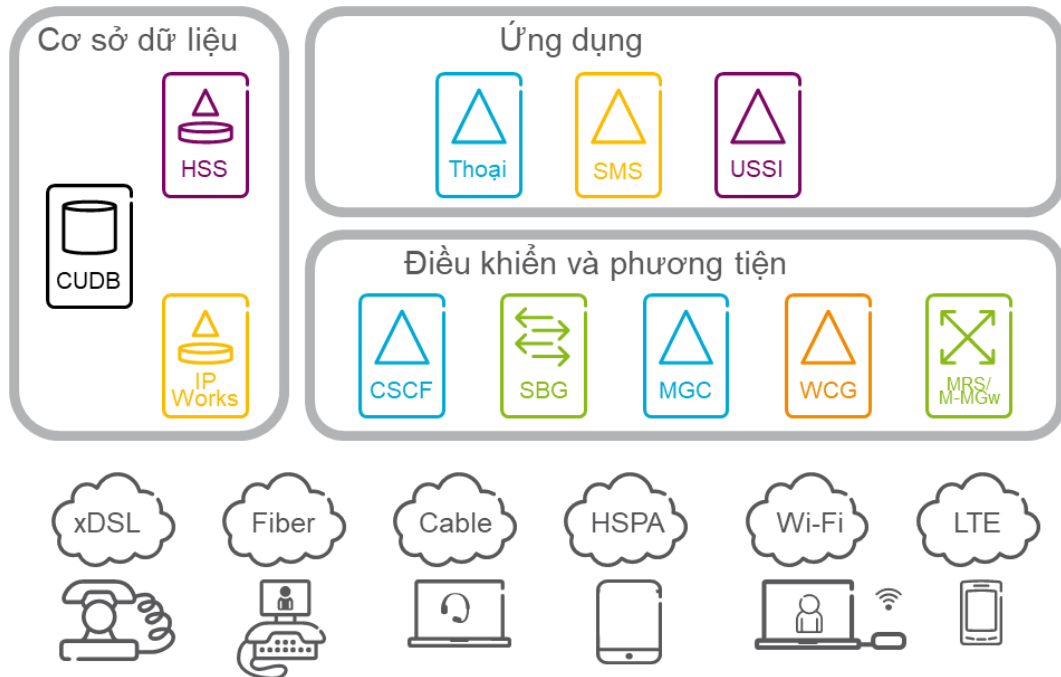 Cơ sở dữ liệu
HSS
CUDB
IP
Works
Ứng dụng
Thoại
SMS
USSI
Điều khiển và phương tiện
CSCF
SBG
MGC
WCG
MRS/
M-MGw
xDSL
Fiber
Cable
HSPA
Wi-Fi
LTE